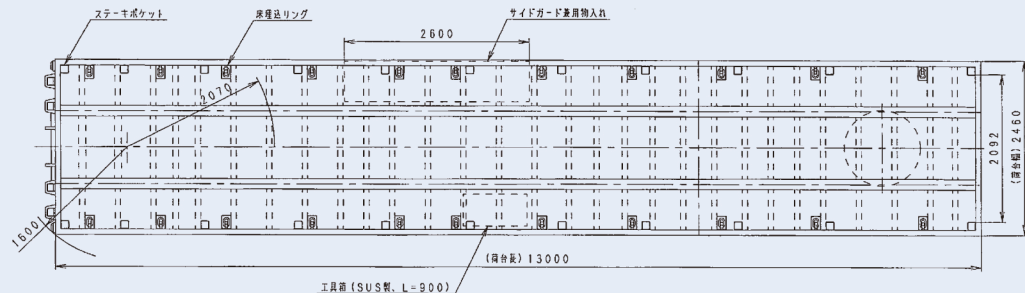 ステーキポケット
床埋込リング
サイドガード兼用物入れ
2600
2070
2092
(荷台幅) 2460
1600
(荷台長) 13000
工具箱 (SUS製、L=900)